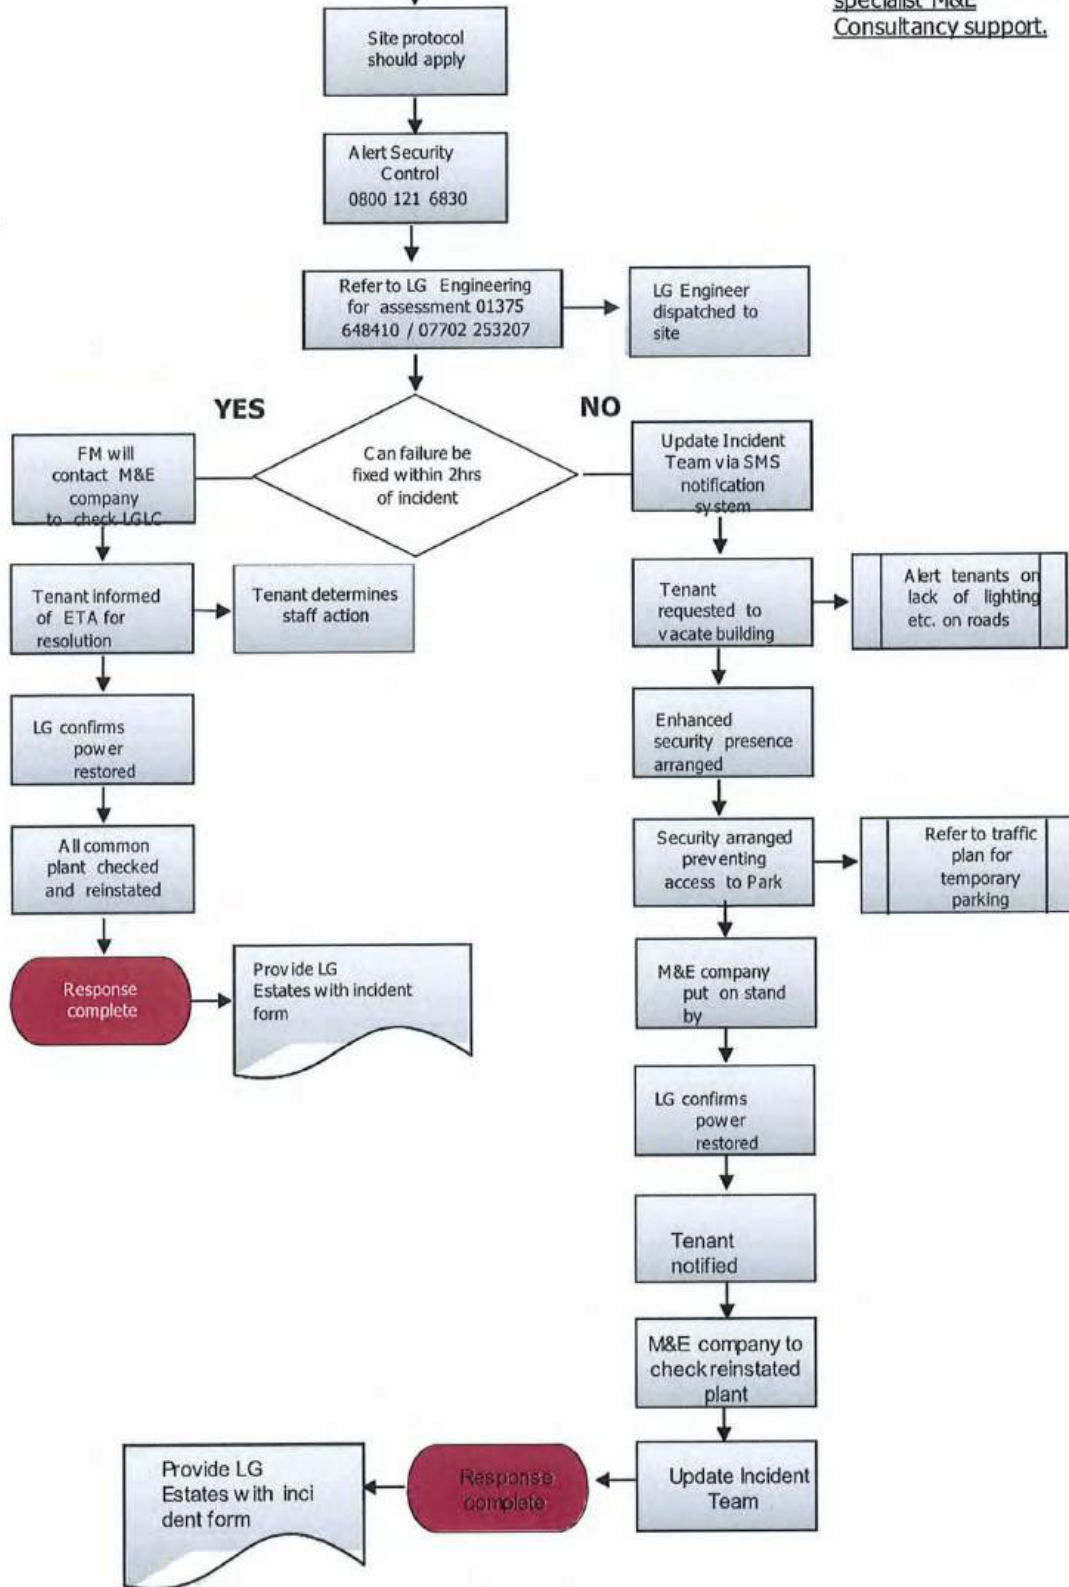 specialist M&E
Consultancy support.
Site protocol
should apply
Alert Security
Control
0800 121 6830
Refer to LG Engineering
for assessment 01375
648410 / 07702 253207
LG Engineer
dispatched to
site
YES
NO
Can failure be
fixed within 2hrs
of incident
FM will
contact M&E
company
to check LGLC
Tenant informed
of ETA for
resolution
Tenant determines
staff action
LG confirms
power
restored
All common
plant checked
and reinstated
Response
complete
Provide LG
Estates with incident
form
Update Incident
Team via SMS
notification
system
Tenant
requested to
vacate building
Alert tenants on
lack of lighting
etc. on roads
Enhanced
security presence
arranged
Security arranged
preventing
access to Park
Refer to traffic
plan for
temporary
parking
M&E company
put on stand
by
LG confirms
power
restored
Tenant
notified
M&E company to
check reinstated
plant
Update Incident
Team
Response
complete
Provide LG
Estates with inci
dent form